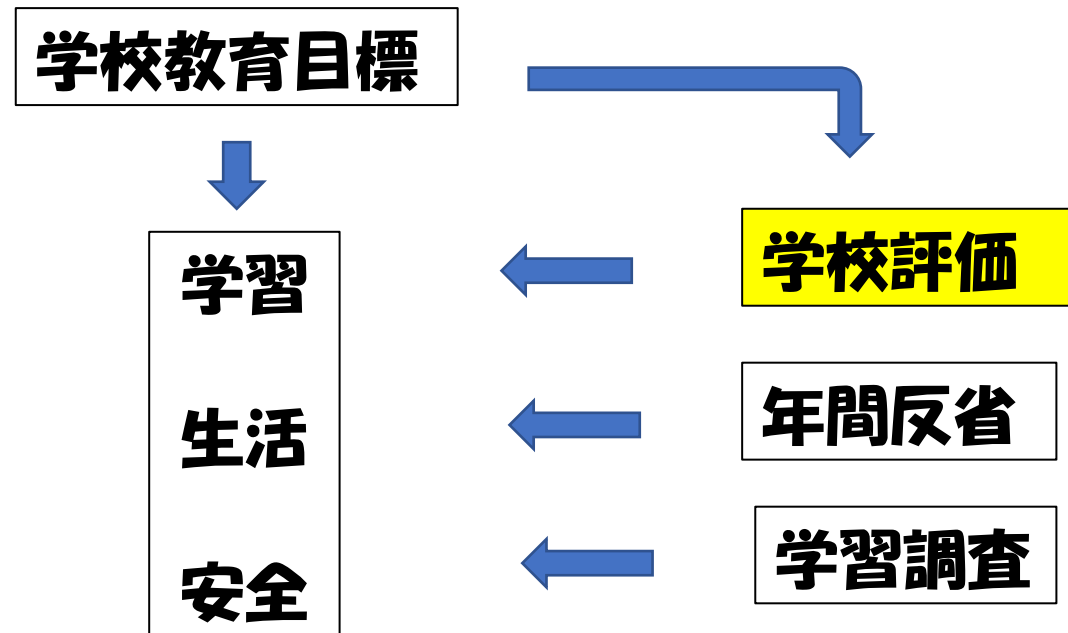 学校教育目標
学習
生活
安全
学校評価
年間反省
学習調査